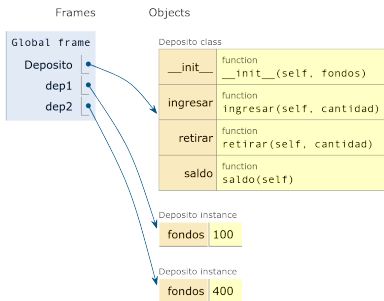 Frames Objects
Global frame
Deposito
dep1
dep2
Deposito class
__init__ function
__init__(self, fondos)
ingresar function
ingresar(self, cantidad)
retirar function
retirar(self, cantidad)
saldo function
saldo(self)
Deposito instance
fondos 100
Deposito instance
fondos 400